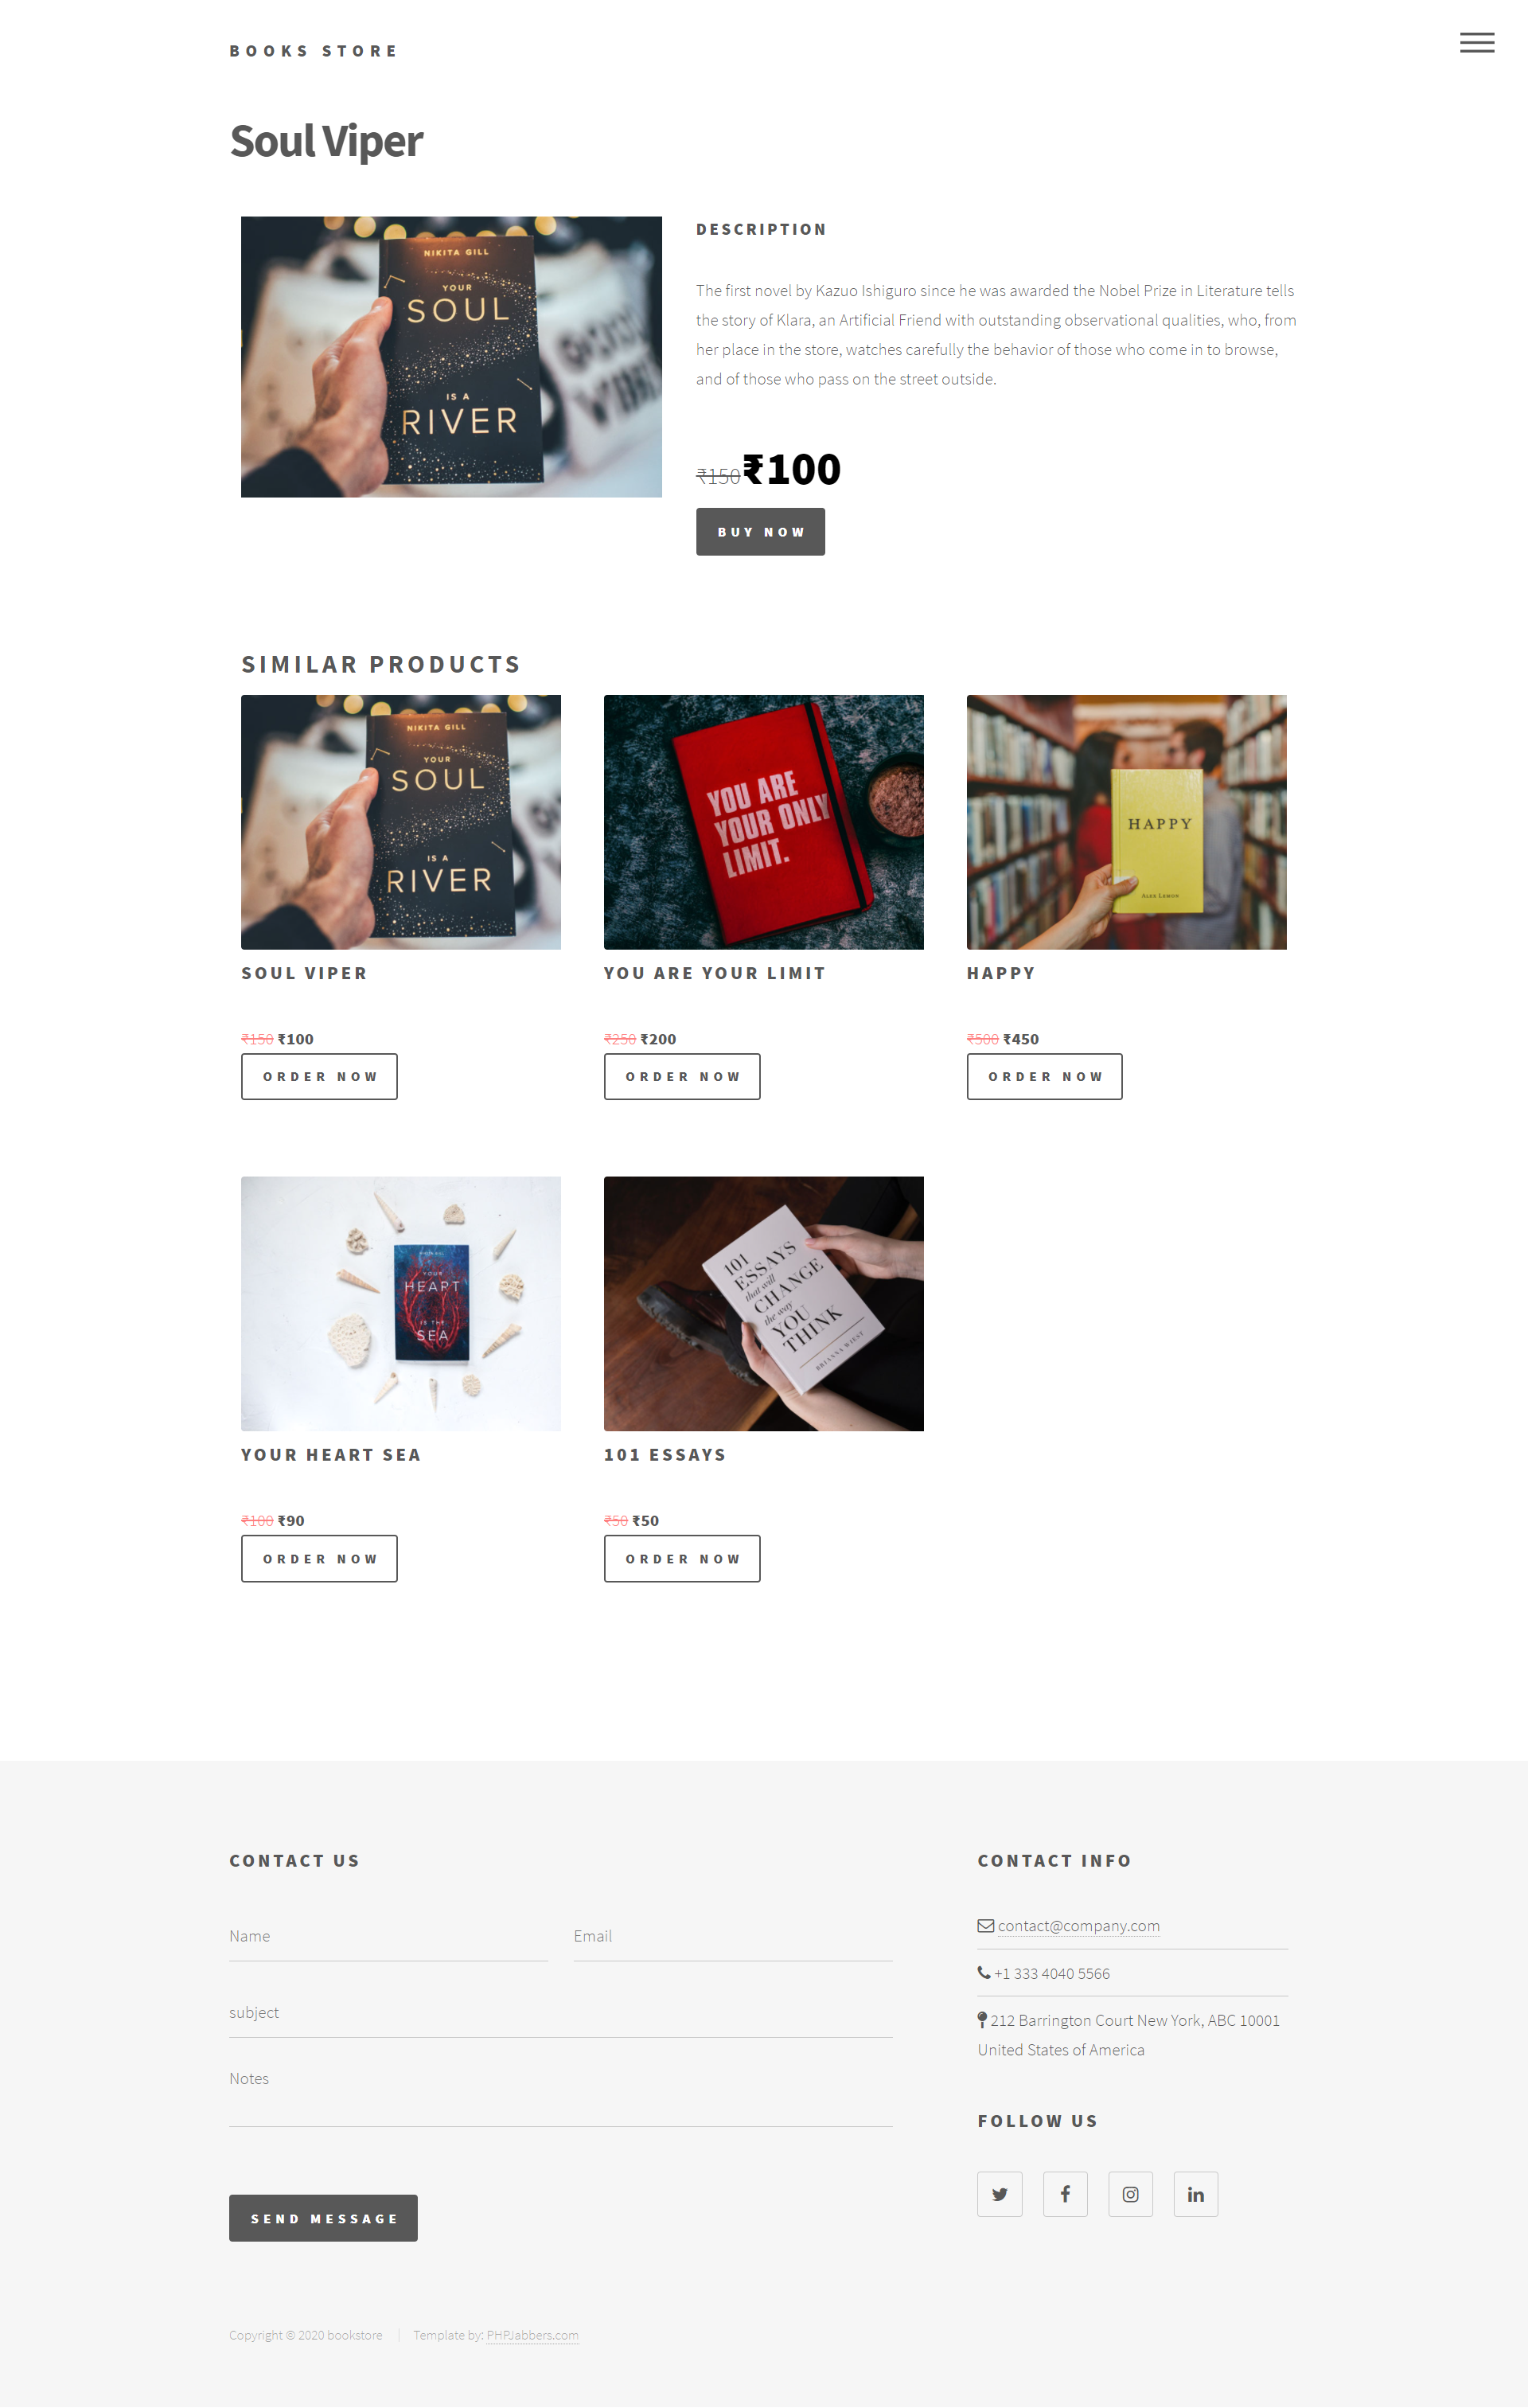 BOOKS STORE
Soul Viper
NIKITA GILL
YOUR
SOUL
IS A
RIVER
DESCRIPTION
The first novel by Kazuo Ishiguro since he was awarded the Nobel Prize in Literature tells
the story of Klara, an Artificial Friend with outstanding observational qualities, who, from
her place in the store, watches carefully the behavior of those who come in to browse,
and of those who pass on the street outside.
₹150₹100
BUY NOW
SIMILAR PRODUCTS
NIKITA GILL
YOUR
SOUL
IS A
RIVER
SOUL VIPER
₹150 ₹100
ORDER NOW
YOU ARE
YOUR ONLY
LIMIT.
YOU ARE YOUR LIMIT
₹250 ₹200
ORDER NOW
HAPPY
ALEX LEMON
HAPPY
₹500 ₹450
ORDER NOW
YOUR
HEART
IS THE
SEA
YOUR HEART SEA
₹100 ₹90
ORDER NOW
101
ESSAYS
that will
CHANGE
the way
YOU
THINK
BRIANNA WIEST
101 ESSAYS
₹50 ₹50
ORDER NOW
CONTACT US
Name
Email
subject
Notes
SEND MESSAGE
CONTACT INFO
contact@company.com
+1 333 4040 5566
212 Barrington Court New York, ABC 10001
United States of America
FOLLOW US
Copyright © 2020 bookstore
Template by: PHPJabbers.com